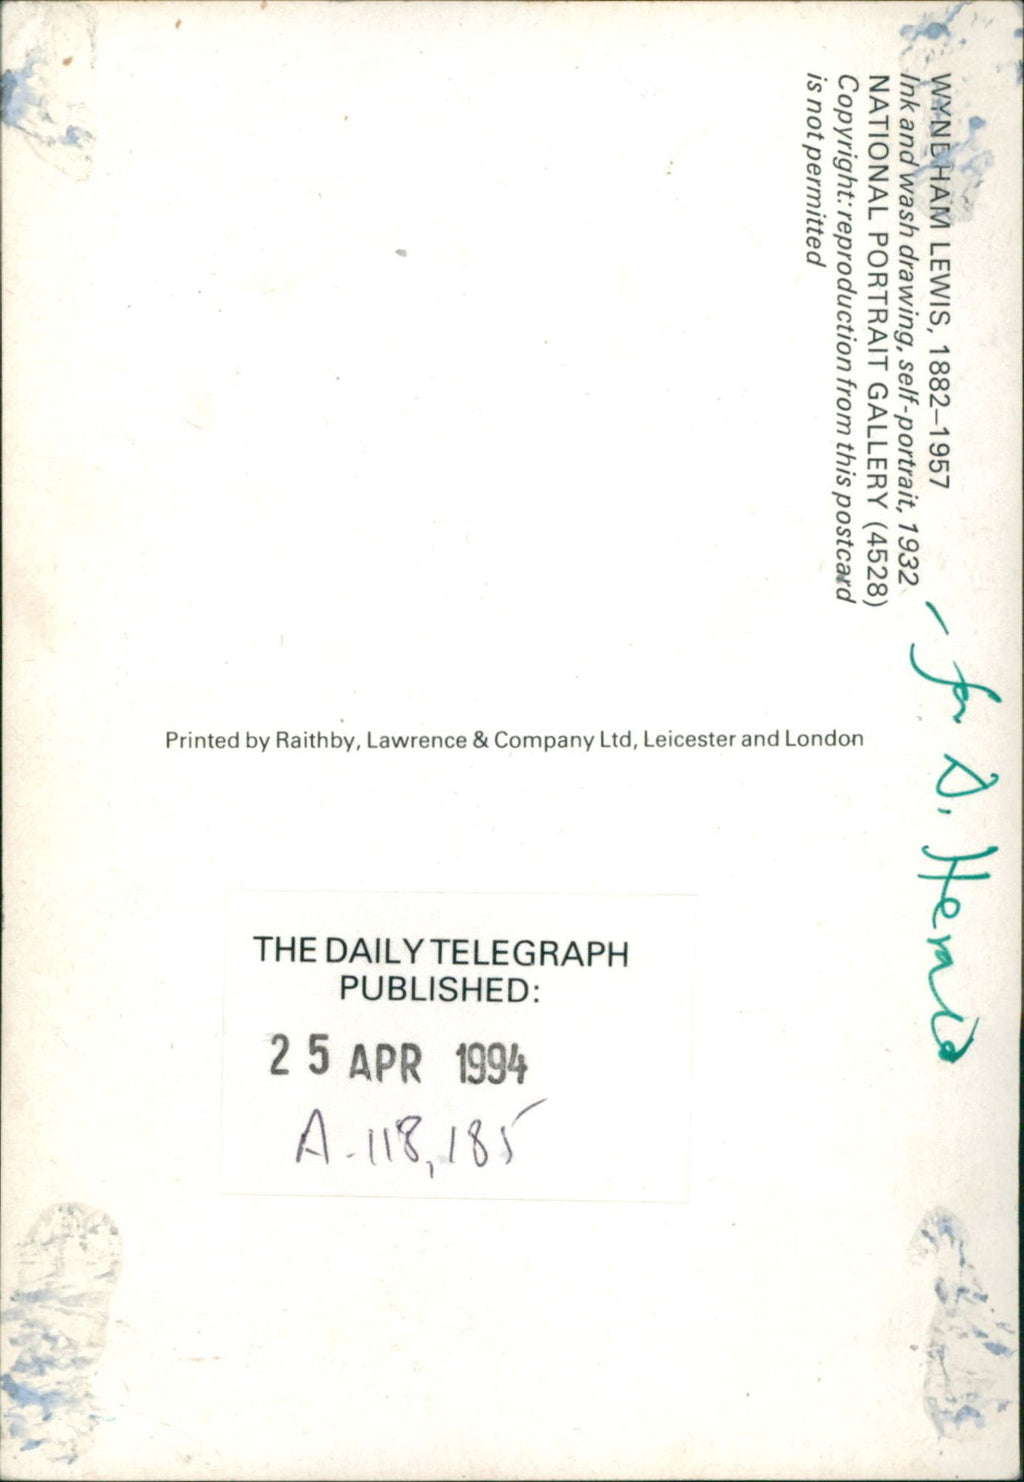 WYNDHAM LEWIS, 1882–1957
Ink and wash drawing, self-portrait, 1932
NATIONAL PORTRAIT GALLERY (4528)
Copyright: reproduction from this postcard
is not permitted
- for D. Herald
Printed by Raithby, Lawrence & Company Ltd, Leicester and London
THE DAILY TELEGRAPH
PUBLISHED:
25 APR 1994
A-118,185